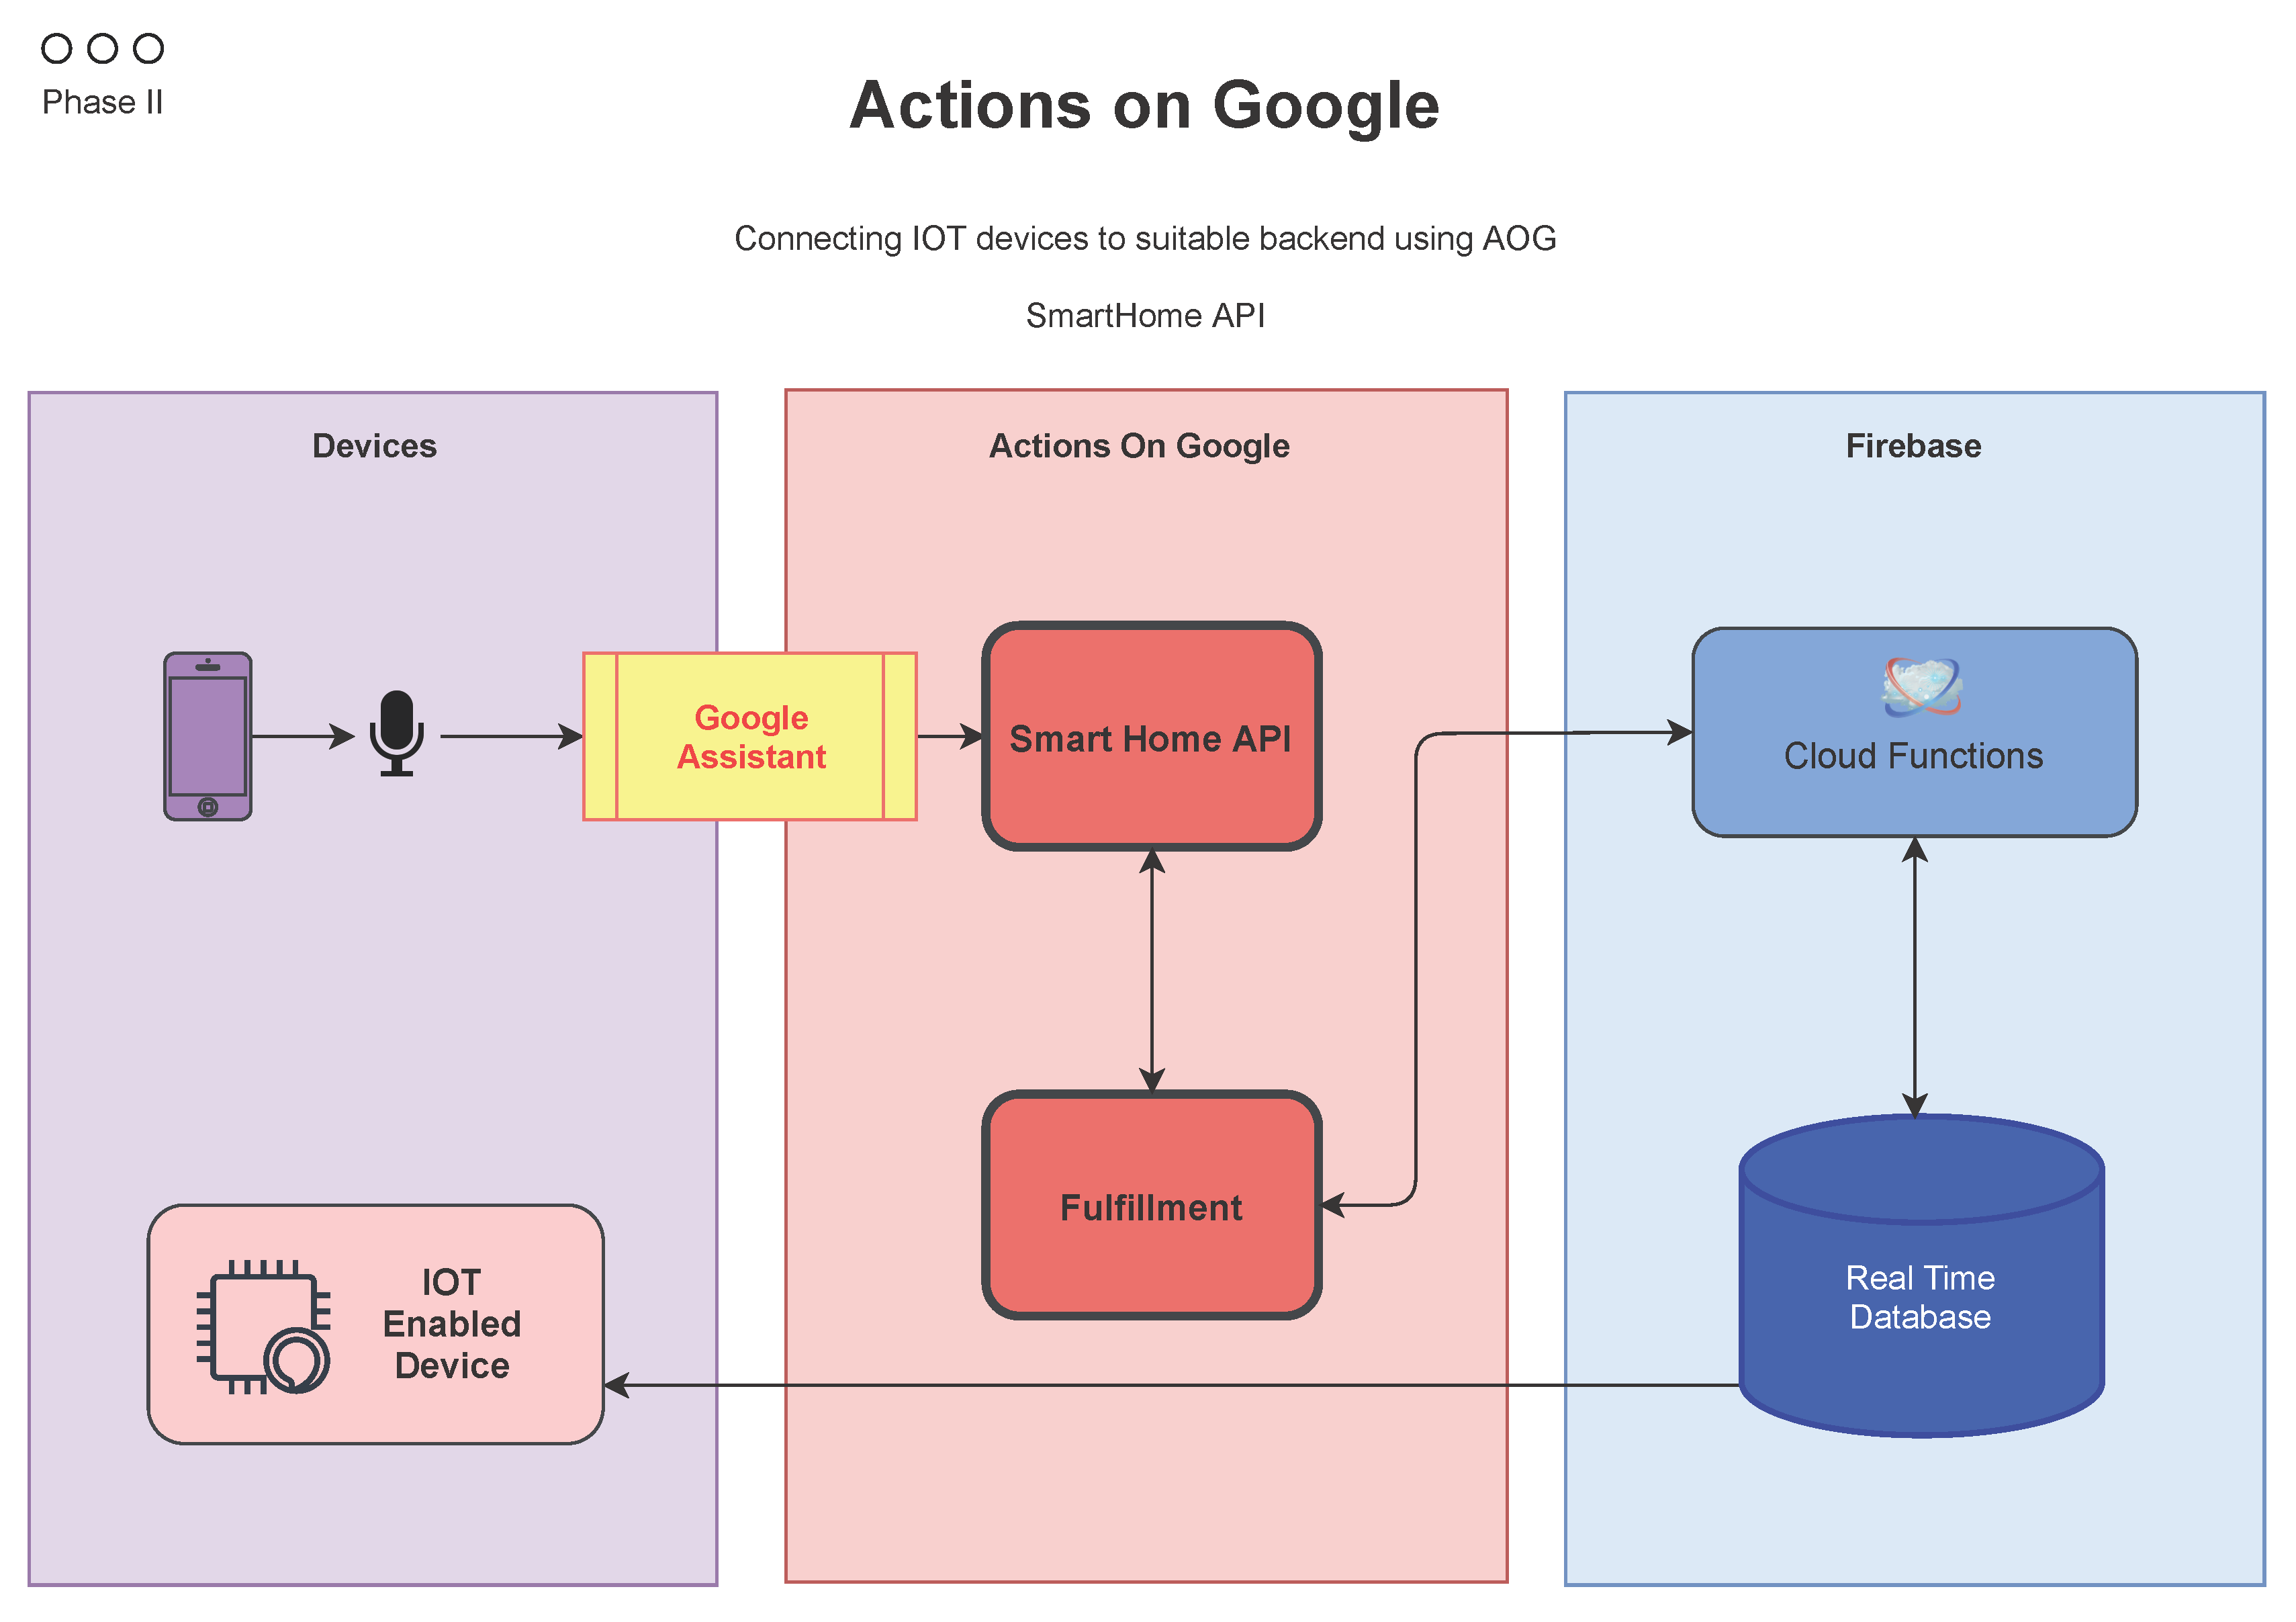 Phase II
Actions on Google
Connecting IOT devices to suitable backend using AOG
SmartHome API
Devices
Actions On Google
Firebase
Google
Assistant
Smart Home API
Cloud Functions
Fulfillment
IOT
Enabled
Device
Real Time
Database